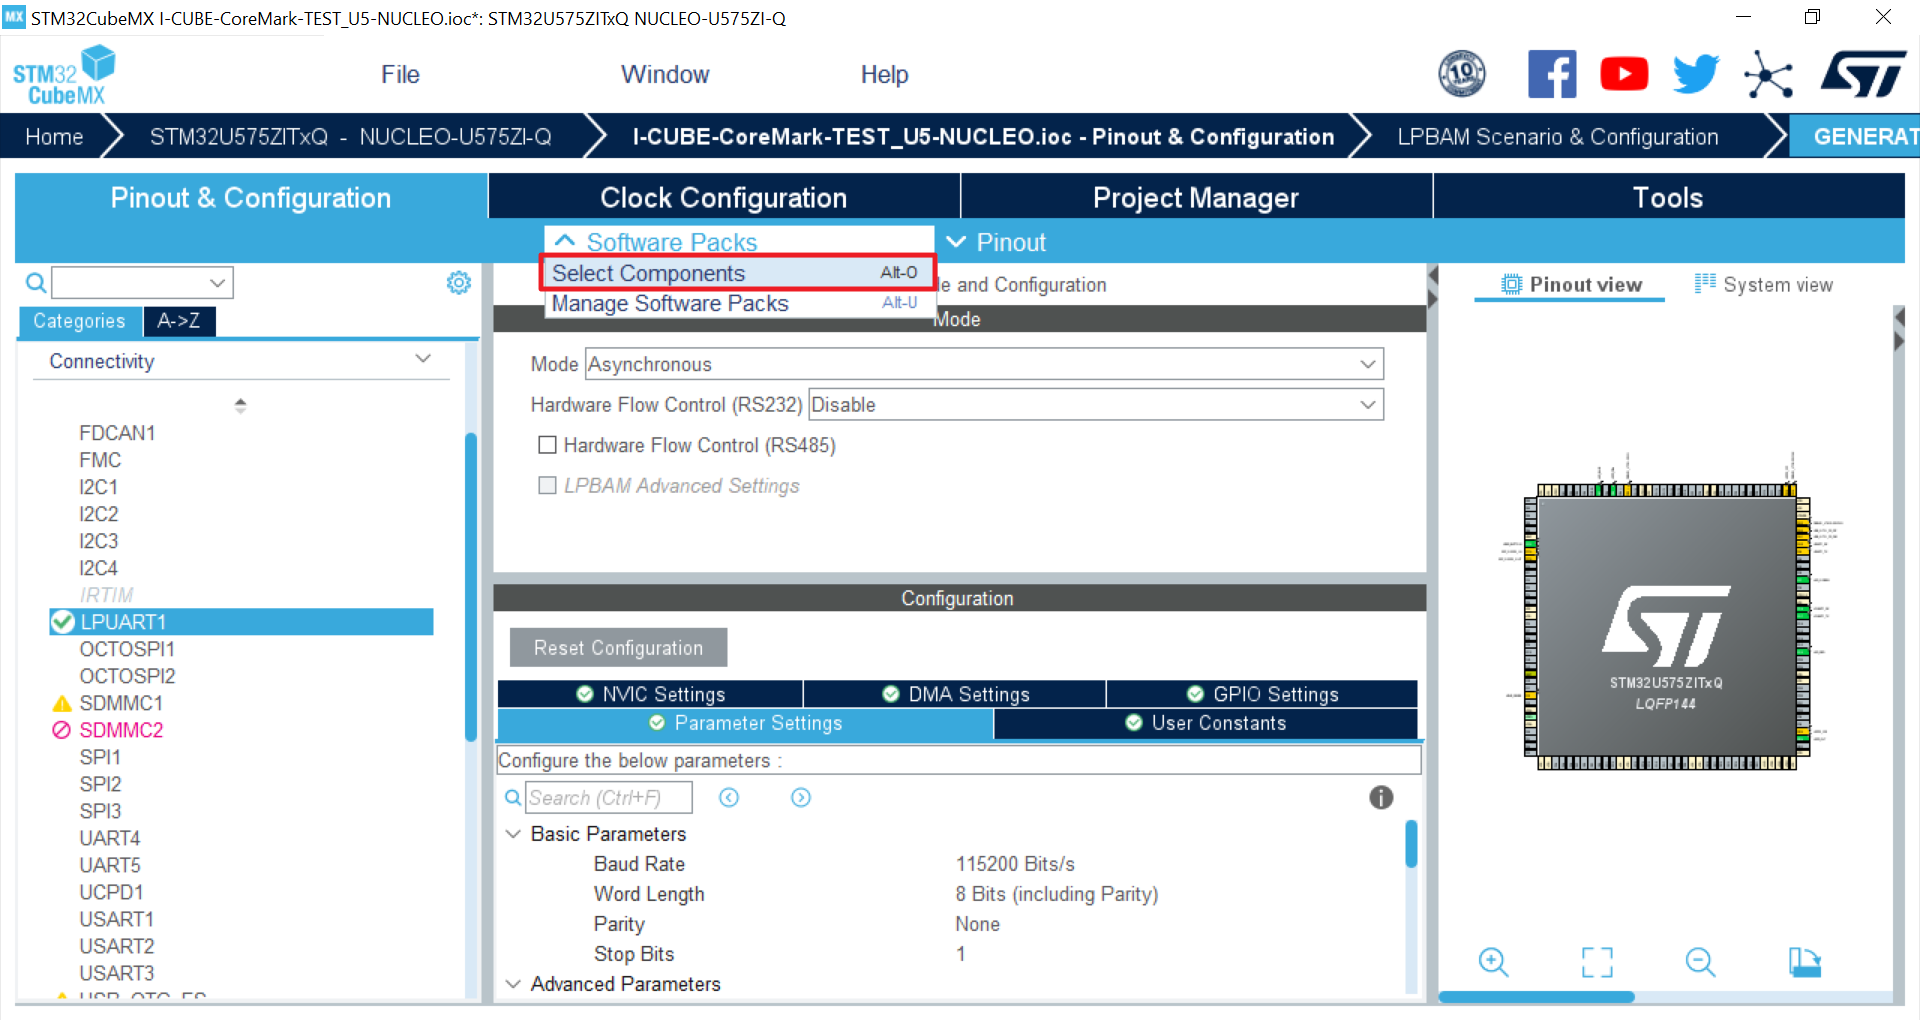 MX STM32CubeMX I-CUBE-CoreMark-TEST_U5-NUCLEO.ioc*: STM32U575ZITxQ NUCLEO-U575ZI-Q
STM32
CubeMX
File
Window
Help
10
YEARS
ST
Home
STM32U575ZITxQ - NUCLEO-U575ZI-Q
I-CUBE-CoreMark-TEST_U5-NUCLEO.ioc - Pinout & Configuration
LPBAM Scenario & Configuration
GENERAT
Pinout & Configuration
Clock Configuration
Project Manager
Tools
Software Packs
Pinout
Select Components Alt-O
Manage Software Packs Alt-U
Categories
A->Z
Connectivity
FDCAN1
FMC
I2C1
I2C2
I2C3
I2C4
IRTIM
LPUART1
OCTOSPI1
OCTOSPI2
SDMMC1
SDMMC2
SPI1
SPI2
SPI3
UART4
UART5
UCPD1
USART1
USART2
USART3
USB_OTG_FS
le and Configuration
Mode
Mode Asynchronous
Hardware Flow Control (RS232) Disable
Hardware Flow Control (RS485)
LPBAM Advanced Settings
Configuration
Reset Configuration
NVIC Settings
DMA Settings
GPIO Settings
Parameter Settings
User Constants
Configure the below parameters :
Search (Ctrl+F)
Basic Parameters
Baud Rate 115200 Bits/s
Word Length 8 Bits (including Parity)
Parity None
Stop Bits 1
Advanced Parameters
Pinout view
System view
ST
STM32U575ZITxQ
LQFP144